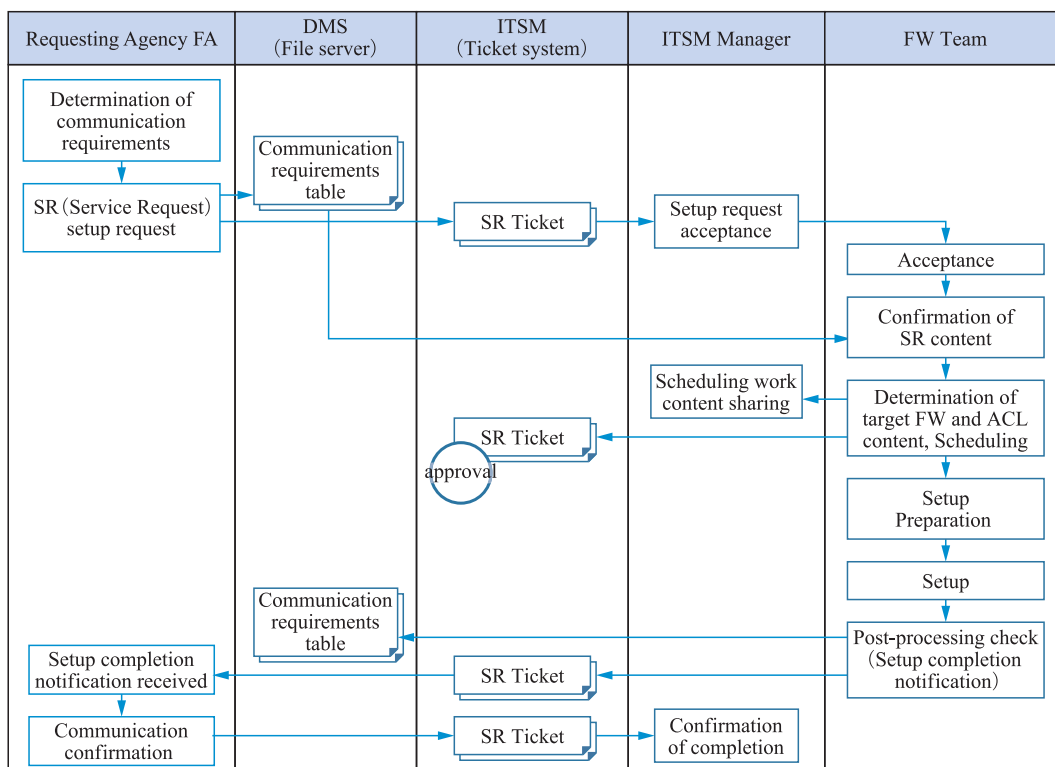 Requesting Agency FA
DMS
（File server）
ITSM
（Ticket system）
ITSM Manager
FW Team
Determination of
communication
requirements
Communication
requirements
table
SR（Service Request）
setup request
SR Ticket
Setup request
acceptance
Acceptance
Confirmation of
SR content
Scheduling work
content sharing
Determination of
target FW and ACL
content, Scheduling
SR Ticket
approval
Setup
Preparation
Setup
Communication
requirements
table
Post-processing check
（Setup completion
notification）
Setup completion
notification received
SR Ticket
Communication
confirmation
SR Ticket
Confirmation
of completion